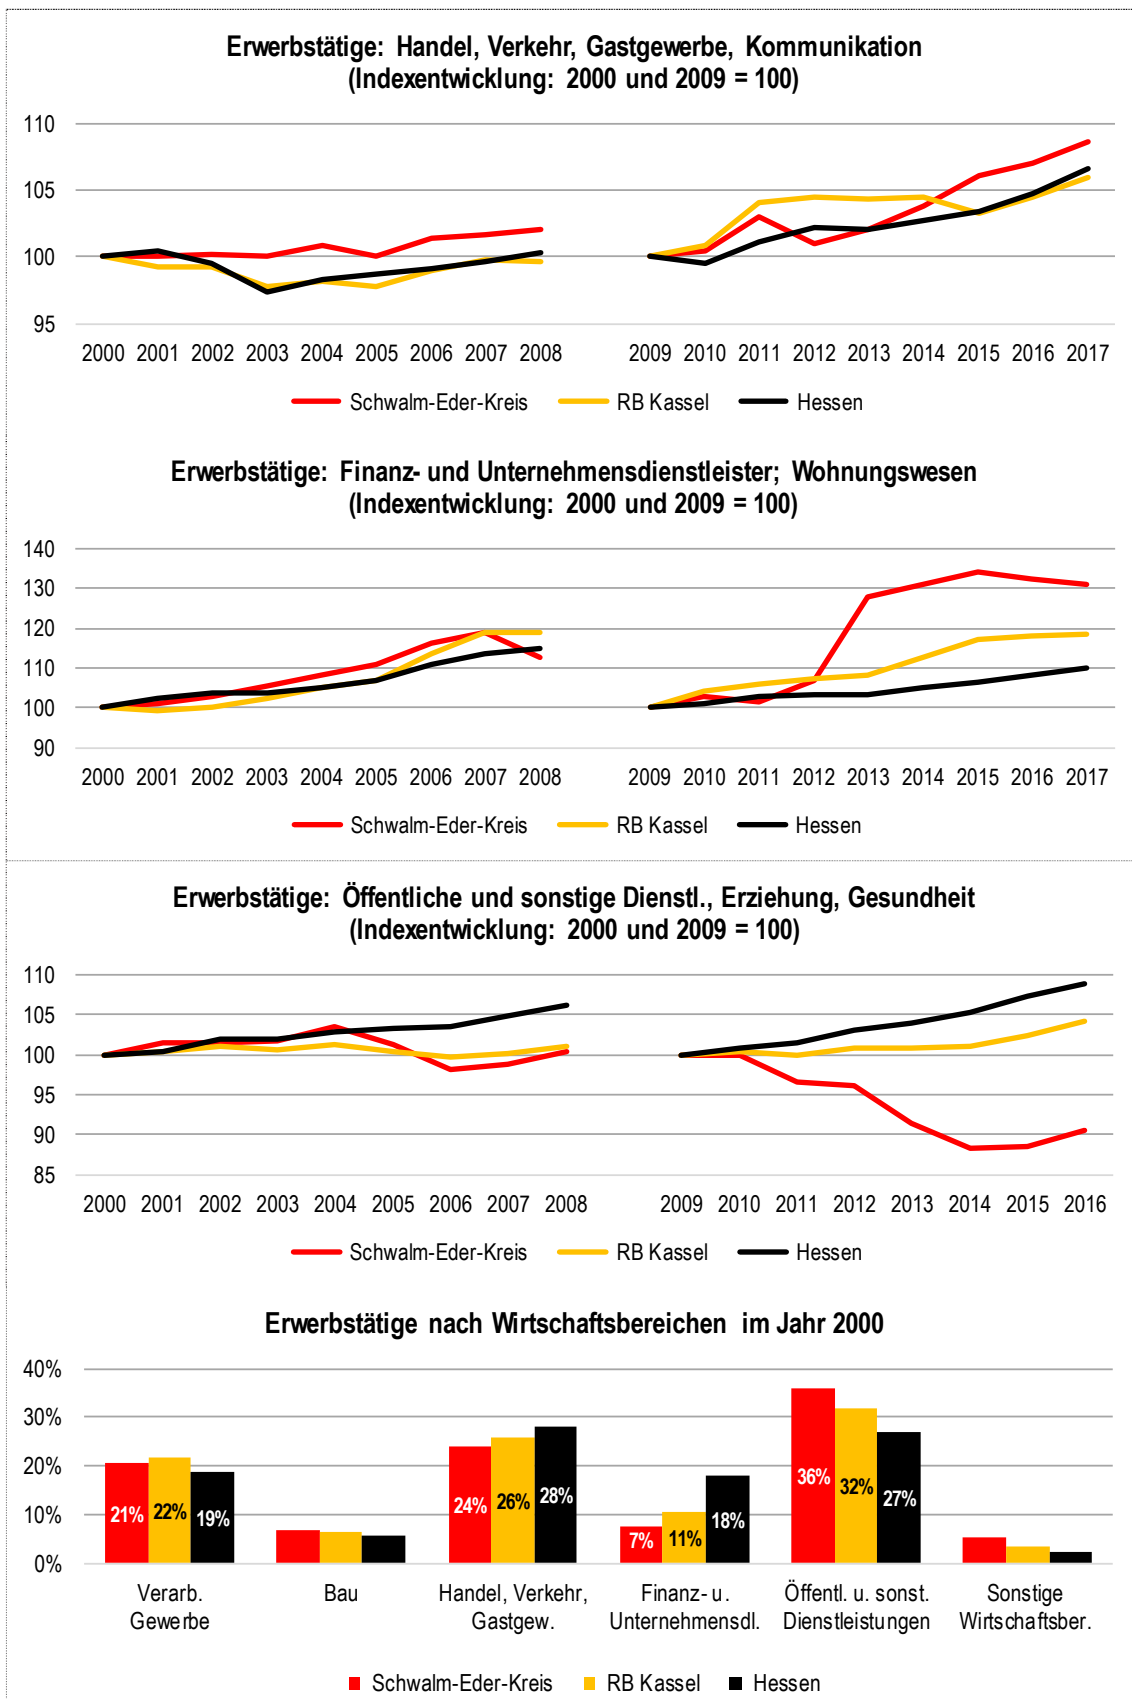 Erwerbstätige: Handel, Verkehr, Gastgewerbe, Kommunikation
(Indexentwicklung: 2000 und 2009 = 100)
110
105
100
95
2000 2001 2002 2003 2004 2005 2006 2007 2008 2009 2010 2011 2012 2013 2014 2015 2016 2017
Schwalm-Eder-Kreis RB Kassel Hessen
Erwerbstätige: Finanz- und Unternehmensdienstleister; Wohnungswesen
(Indexentwicklung: 2000 und 2009 = 100)
140
130
120
110
100
90
2000 2001 2002 2003 2004 2005 2006 2007 2008 2009 2010 2011 2012 2013 2014 2015 2016 2017
Schwalm-Eder-Kreis RB Kassel Hessen
Erwerbstätige: Öffentliche und sonstige Dienstl., Erziehung, Gesundheit
(Indexentwicklung: 2000 und 2009 = 100)
110
105
100
95
90
85
2000 2001 2002 2003 2004 2005 2006 2007 2008 2009 2010 2011 2012 2013 2014 2015 2016
Schwalm-Eder-Kreis RB Kassel Hessen
Erwerbstätige nach Wirtschaftsbereichen im Jahr 2000
40%
30%
20%
10%
0%
21% 22% 19% 24% 26% 28% 7% 11% 18% 36% 32% 27%
Verarb. Bau Handel, Verkehr, Finanz- u. Öffentl. u. sonst. Sonstige
Gewerbe Gastgew. Unternehmensdl. Dienstleistungen Wirtschaftsber.
Schwalm-Eder-Kreis RB Kassel Hessen